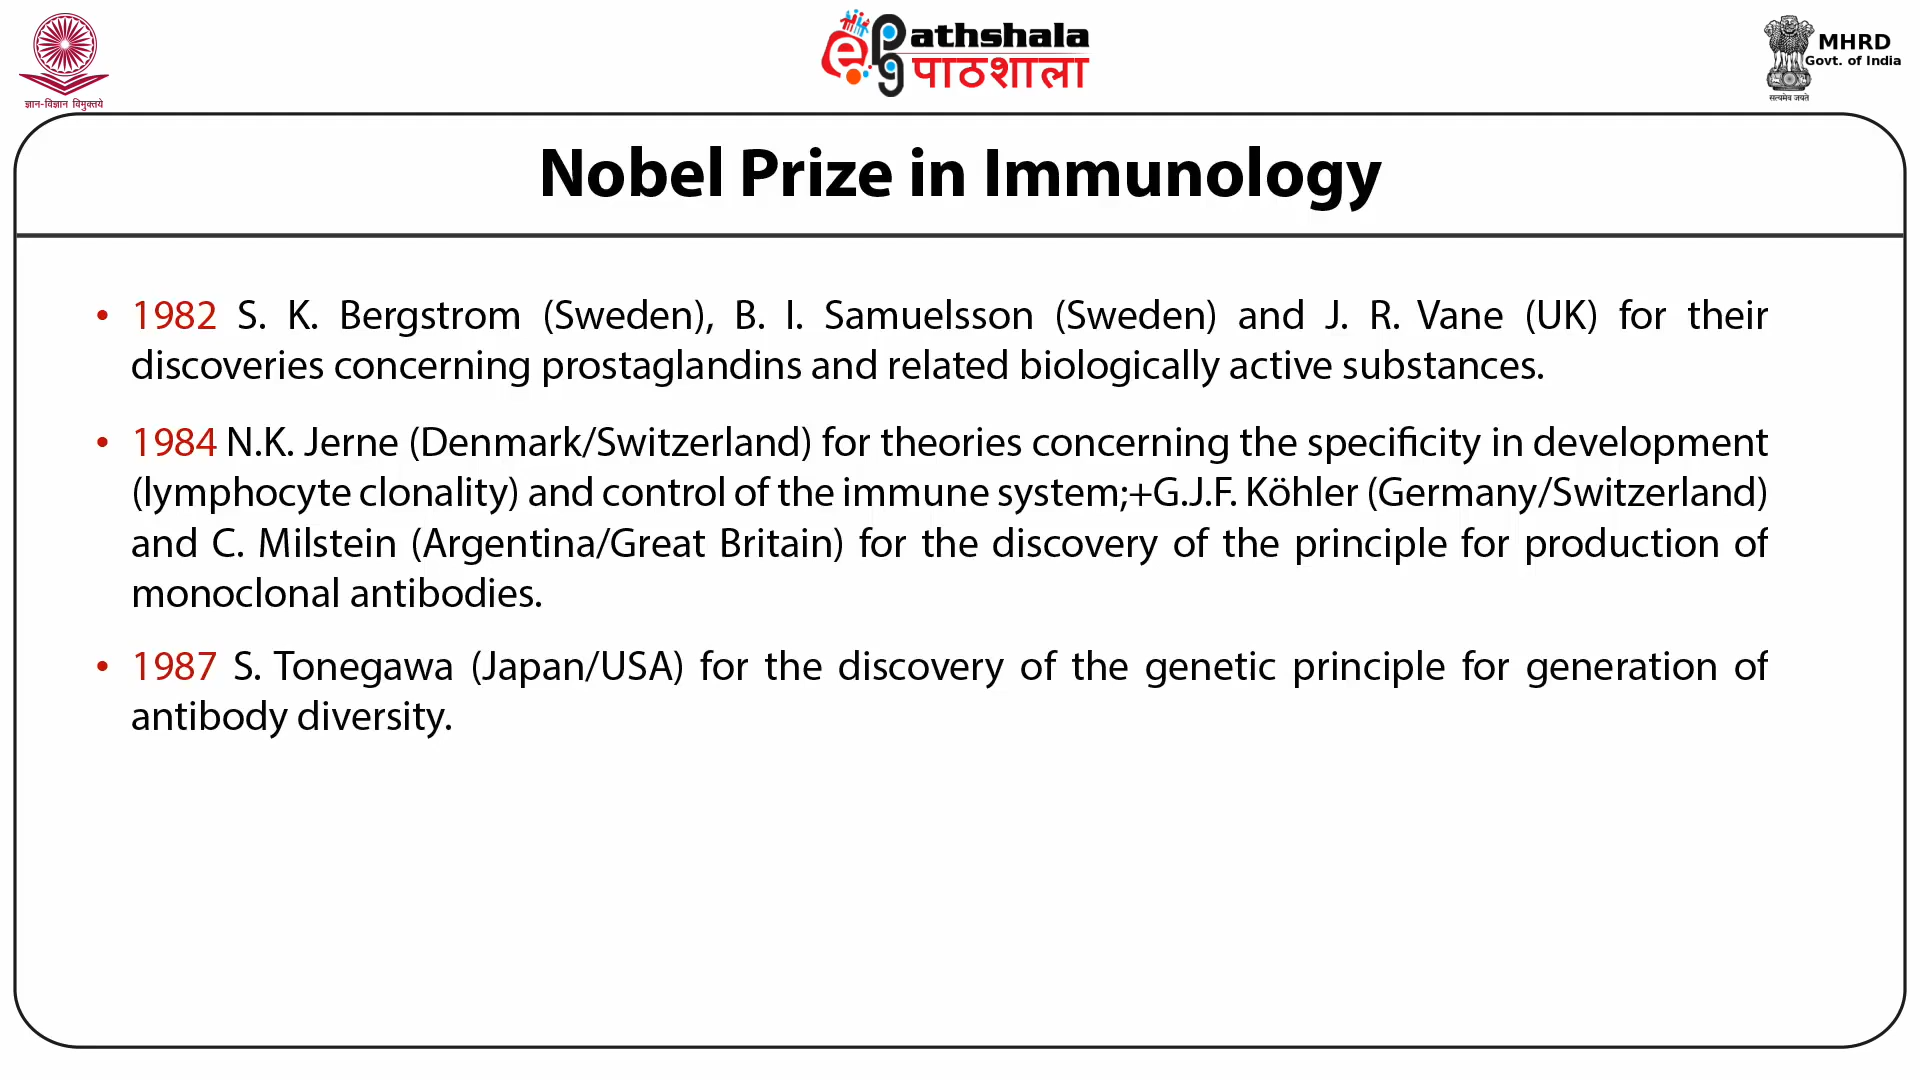 ज्ञान-विज्ञान विमुक्तये
ePg athshala
पाठशाला
MHRD
Govt. of India
सत्यमेव जयते
Nobel Prize in Immunology
• 1982 S. K. Bergstrom (Sweden), B. I. Samuelsson (Sweden) and J. R. Vane (UK) for their
discoveries concerning prostaglandins and related biologically active substances.
• 1984 N.K. Jerne (Denmark/Switzerland) for theories concerning the specificity in development
(lymphocyte clonality) and control of the immune system;+G.J.F. Köhler (Germany/Switzerland)
and C. Milstein (Argentina/Great Britain) for the discovery of the principle for production of
monoclonal antibodies.
• 1987 S. Tonegawa (Japan/USA) for the discovery of the genetic principle for generation of
antibody diversity.